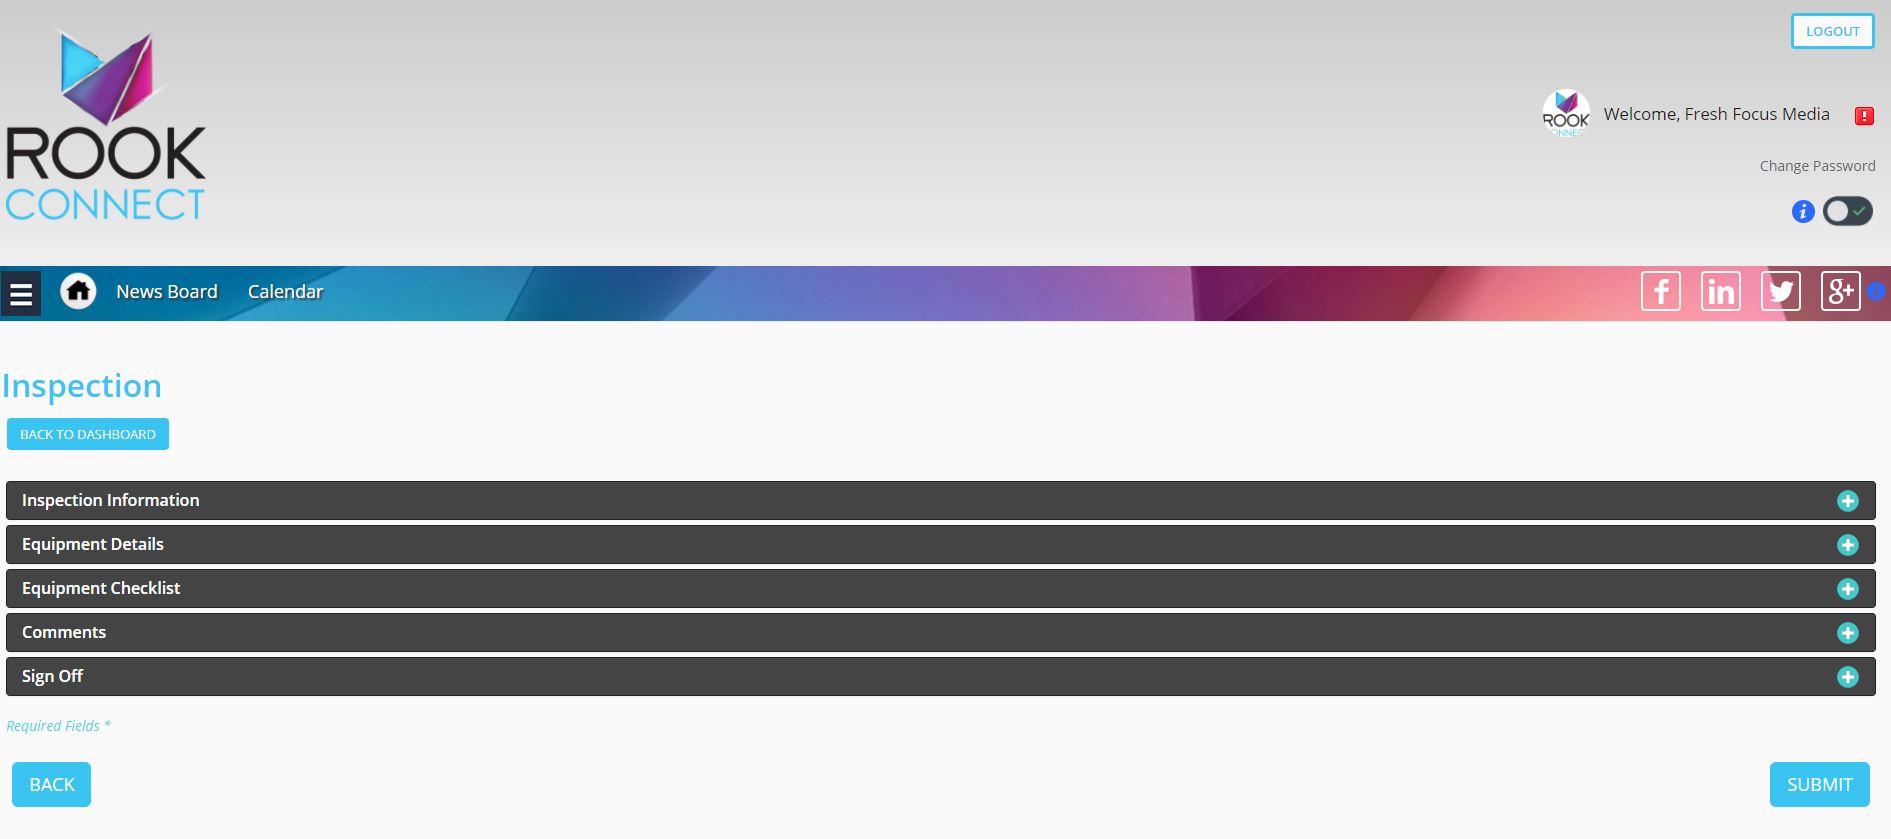 ROOK
CONNECT
LOGOUT
ROOK
CONNECT
Welcome, Fresh Focus Media
Change Password
News Board
Calendar
Inspection
BACK TO DASHBOARD
Inspection Information
Equipment Details
Equipment Checklist
Comments
Sign Off
Required Fields *
BACK
SUBMIT